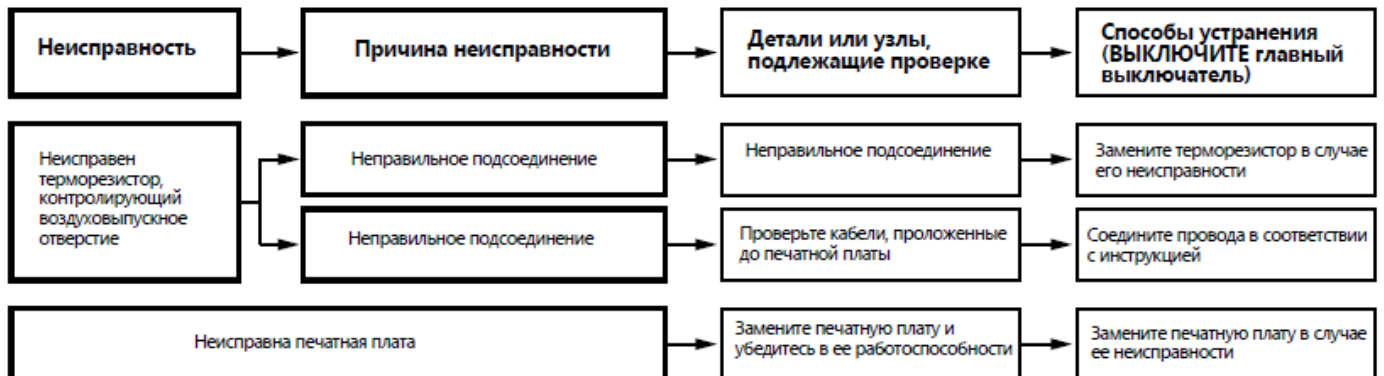 Неисправность
Причина неисправности
Детали или узлы,
подлежащие проверке
Способы устранения
(ВЫКЛЮЧИТЕ главный
выключатель)
Неисправен
терморезистор,
контролирующий
воздуховыпускное
отверстие
Неправильное подсоединение
Неправильное подсоединение
Замените терморезистор в случае
его неисправности
Неправильное подсоединение
Проверьте кабели, проложенные
до печатной платы
Соедините провода в соответствии
с инструкцией
Неисправна печатная плата
Замените печатную плату и
убедитесь в ее работоспособности
Замените печатную плату в случае
ее неисправности